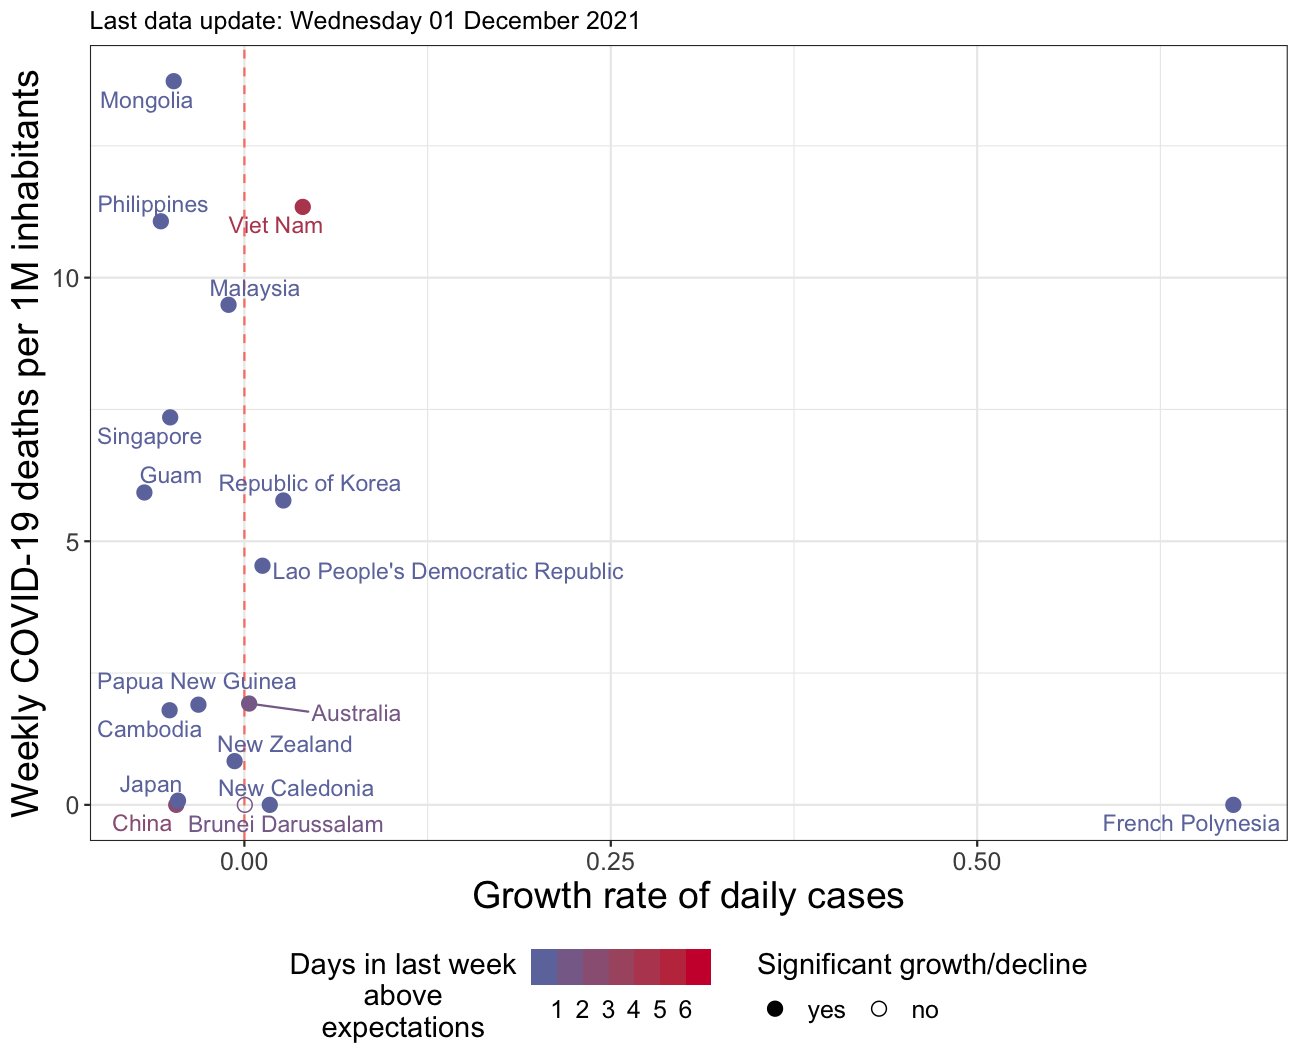 Last data update: Wednesday 01 December 2021
Weekly COVID-19 deaths per 1M inhabitants
10
5
0
Mongolia
Philippines
Viet Nam
Malaysia
Singapore
Guam
Republic of Korea
Lao People's Democratic Republic
Papua New Guinea
Australia
Cambodia
New Zealand
Japan
New Caledonia
China
Brunei Darussalam
French Polynesia
0.00 0.25 0.50
Growth rate of daily cases
Days in last week
above
expectations
1 2 3 4 5 6
Significant growth/decline
yes no